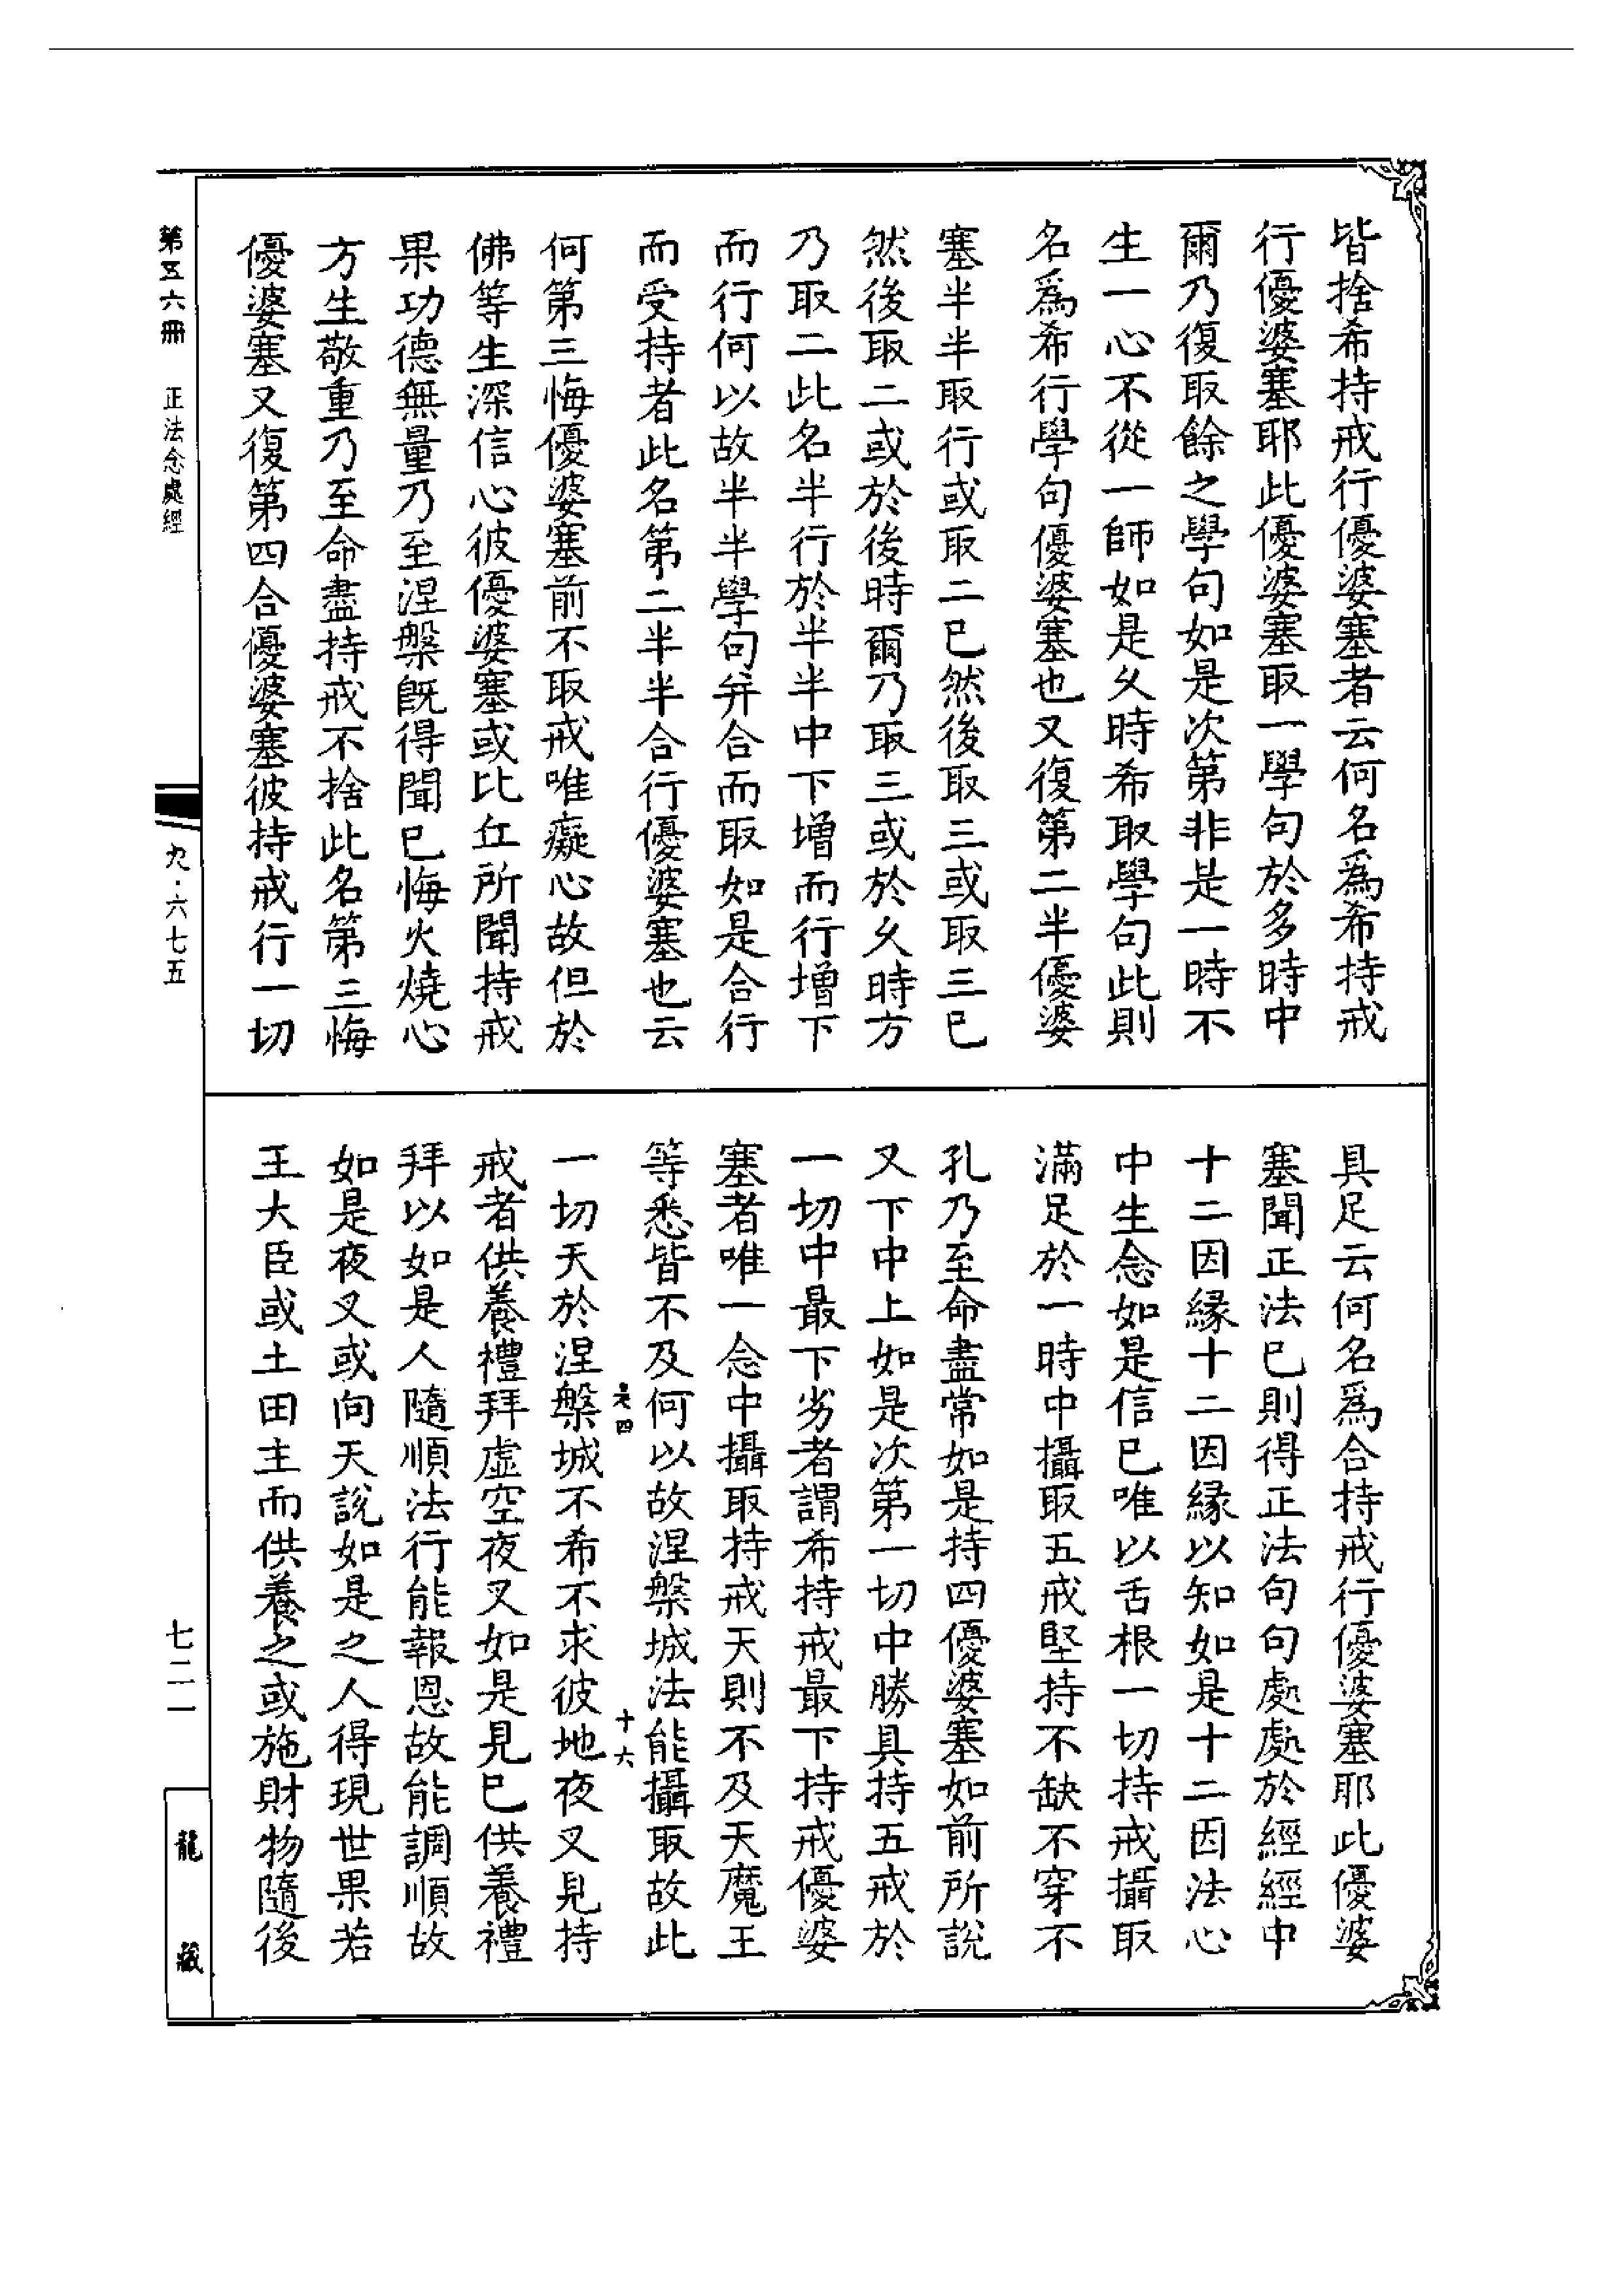 皆捨希持戒行優婆塞者云何名爲希持戒
行優婆塞耶此優婆塞取一學句於多時中
爾乃復取餘之學句如是次第非是一時不
生一心不從一師如是久時希取學句此則
名爲希行學句優婆塞也又復第二半優婆
塞半半取行或取二已然後取三或取三已
然後取二或於後時爾乃取三或於久時方
乃取二此名半行於半半中下增而行增下
而行何以故半半學句并合而取如是合行
而受持者此名第二半半合行優婆塞也云
何第三悔優婆塞前不取戒唯癡心故但於
佛等生深信心彼優婆塞或比丘所聞持戒
果功德無量乃至涅槃旣得聞已悔火燒心
方生敬重乃至命盡持戒不捨此名第三悔
優婆塞又復第四合優婆塞彼持戒行一切
具足云何名爲合持戒行優婆塞耶此優婆
塞聞正法已則得正法句句處處於經經中
十二因緣十二因緣以知如是十二因法心
中生念如是信已唯以舌根一切持戒攝取
滿足於一時中攝取五戒堅持不缺不穿不
孔乃至命盡常如是持四優婆塞如前所說
又下中上如是次第一切中勝具持五戒於
一切中最下劣者謂希持戒最下持戒優婆
塞者唯一念中攝取持戒天則不及天魔王
等悉皆不及何以故涅槃城法能攝取故此
四 十六
一切天於涅槃城不希不求彼地夜叉見持
戒者供養禮拜虛空夜叉如是見已供養禮
拜以如是人隨順法行能報恩故能調順故
如是夜叉或向天說如是之人得現世果若
王大臣或土田主而供養之或施財物隨後
第五六冊 正法念處經
九·六七五
七二一
龍藏